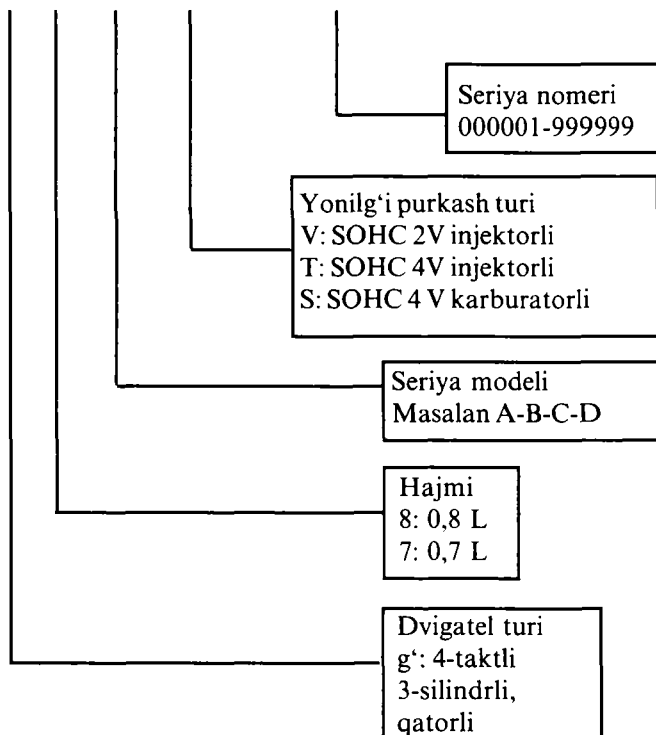 Seriya nomeri
000001-999999
Yonilg‘i purkash turi
V: SOHC 2V injektorli
T: SOHC 4V injektorli
S: SOHC 4 V karburatorli
Seriya modeli
Masalan A-B-C-D
Hajmi
8: 0,8 L
7: 0,7 L
Dvigatel turi
g‘: 4-taktli
3-silindrli,
qatorli